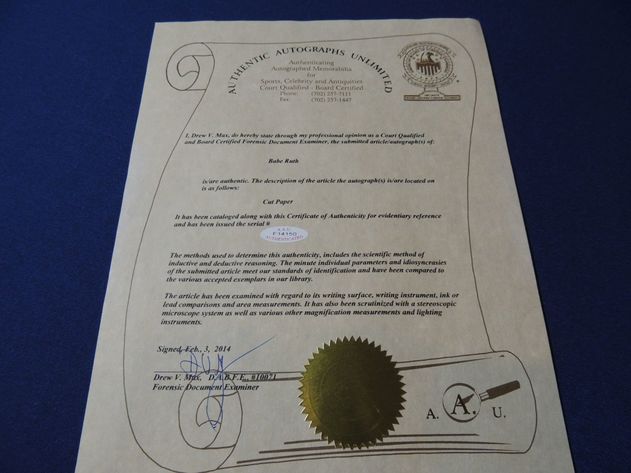 AUTHENTIC AUTOGRAPHS UNLIMITED
Authenticating
Autographed Memorabilia
for
Sports, Celebrity and Antiquities
Court Qualified - Board Certified
Phone: (702) 257-7121
Fax: (702) 257-1447
I, Drew V. Max, do hereby state through my professional opinion as a Court Qualified
and Board Certified Forensic Document Examiner, the submitted article/autograph(s) of:
Babe Ruth
is/are authentic. The description of the article the autograph(s) is/are located on
is as follows:
Cut Paper
It has been cataloged along with this Certificate of Authenticity for evidentiary reference
and has been issued the serial #
A.A.U.
F14150
AUTHENTICATED
The methods used to determine this authenticity, includes the scientific method of
inductive and deductive reasoning. The minute individual parameters and idiosyncrasies
of the submitted article meet our standards of identification and have been compared to
the various accepted exemplars in our library.
The article has been examined with regard to its writing surface, writing instrument, ink or
lead comparisons and area measurements. It has also been scrutinized with a stereoscopic
microscope system as well as various other magnification measurements and lighting
instruments.
Signed, Feb., 3, 2014
Drew V. Max, D.A.B.F.E., #10071
Forensic Document Examiner
A. A. U.